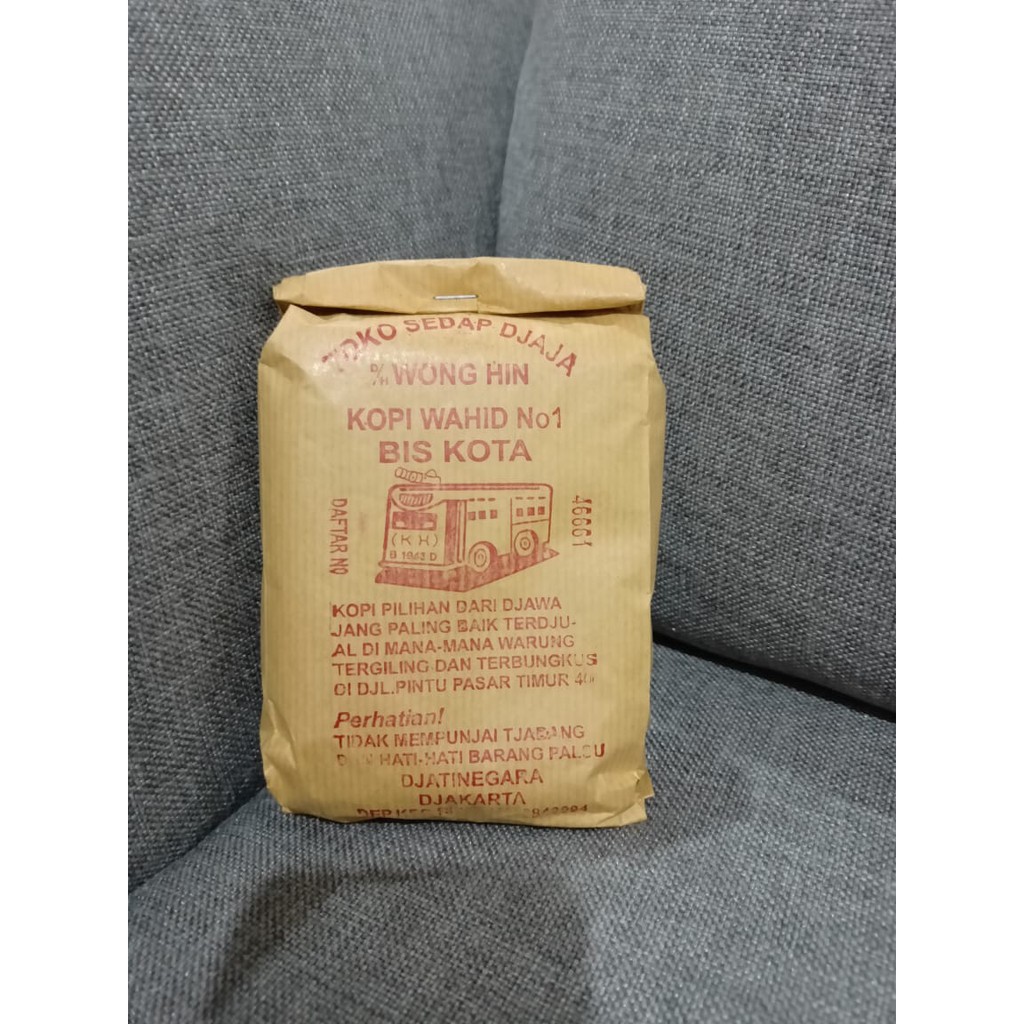 TOKO SEDAP DJAJA
D/H WONG HIN
KOPI WAHID No1
BIS KOTA
DAFTAR NO
46661
(K H)
B 1963 D
KOPI PILIHAN DARI DJAWA
JANG PALING BAIK TERDJU-
AL DI MANA-MANA WARUNG
TERGILING DAN TERBUNGKUS
DI DJL.PINTU PASAR TIMUR
Perhatian!
TIDAK MEMPUNJAI TJABANG
DAN HATI-HATI BARANG PALSU
DJATINEGARA
DJAKARTA